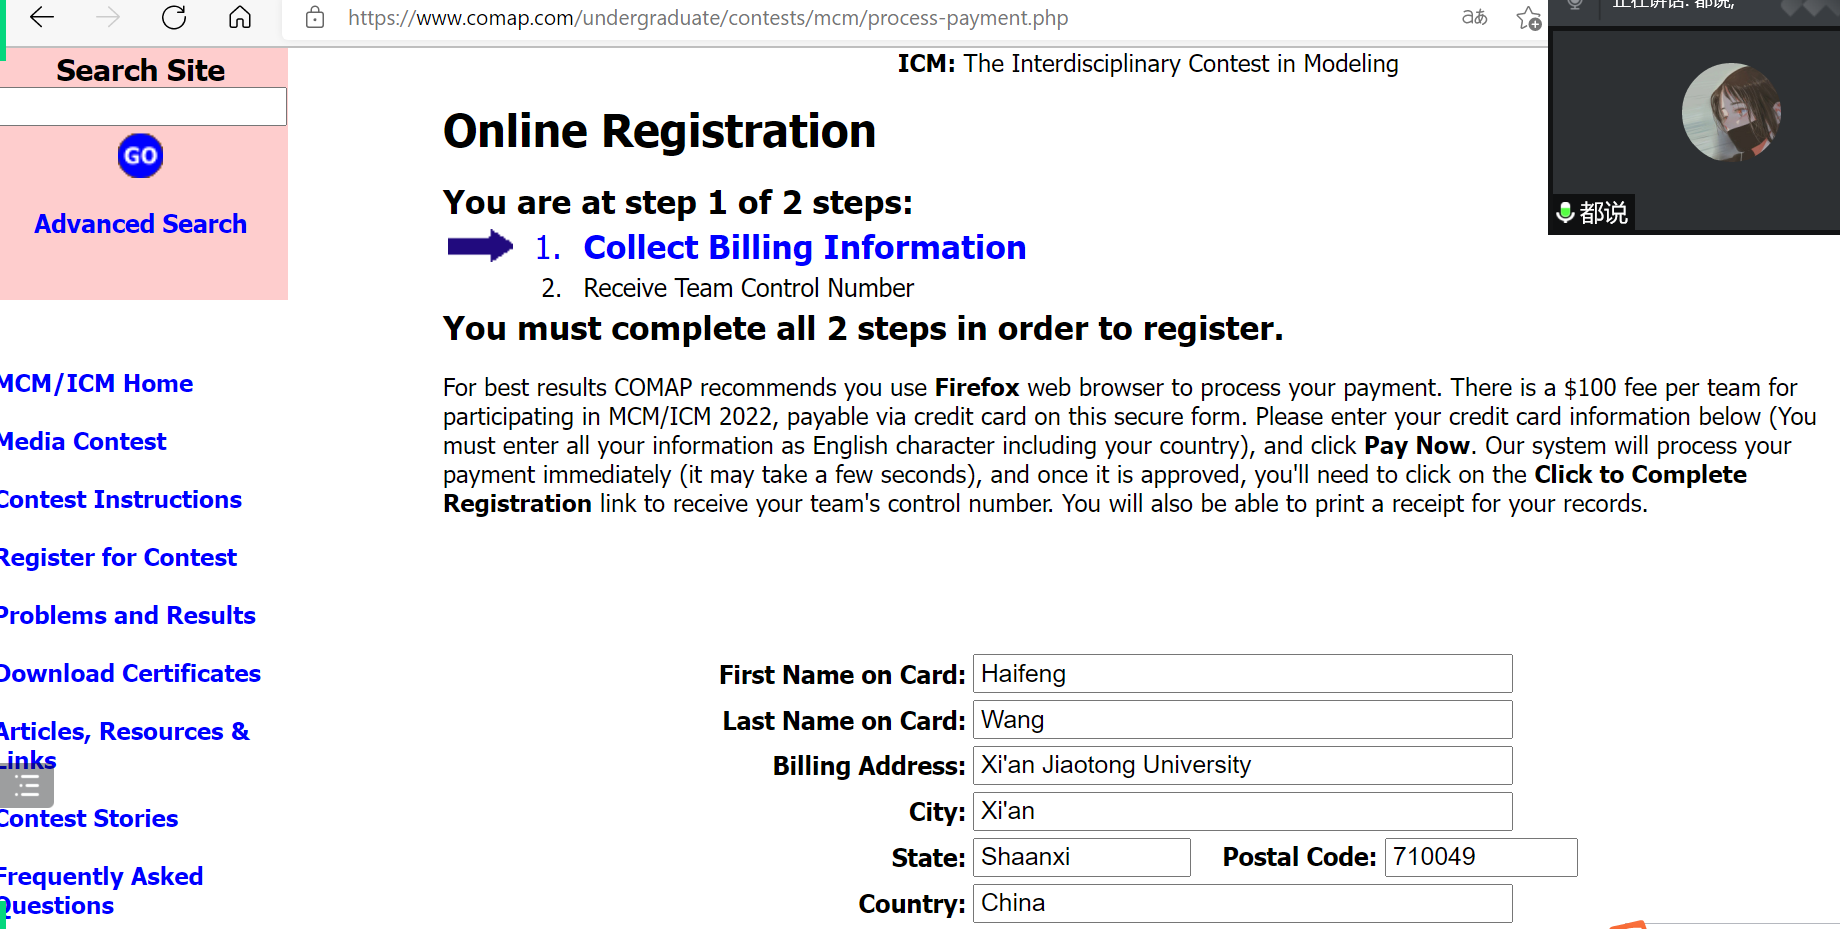 https://www.comap.com/undergraduate/contests/mcm/process-payment.php
aあ
正在讲话: 都说;
都说
Search Site
GO
Advanced Search
MCM/ICM Home
Media Contest
Contest Instructions
Register for Contest
Problems and Results
Download Certificates
Articles, Resources &
Links
Contest Stories
Frequently Asked
Questions
ICM: The Interdisciplinary Contest in Modeling
Online Registration
You are at step 1 of 2 steps:
1. Collect Billing Information
2. Receive Team Control Number
You must complete all 2 steps in order to register.
For best results COMAP recommends you use Firefox web browser to process your payment. There is a $100 fee per team for
participating in MCM/ICM 2022, payable via credit card on this secure form. Please enter your credit card information below (You
must enter all your information as English character including your country), and click Pay Now. Our system will process your
payment immediately (it may take a few seconds), and once it is approved, you'll need to click on the Click to Complete
Registration link to receive your team's control number. You will also be able to print a receipt for your records.
First Name on Card: Haifeng
Last Name on Card: Wang
Billing Address: Xi'an Jiaotong University
City: Xi'an
State: Shaanxi Postal Code: 710049
Country: China